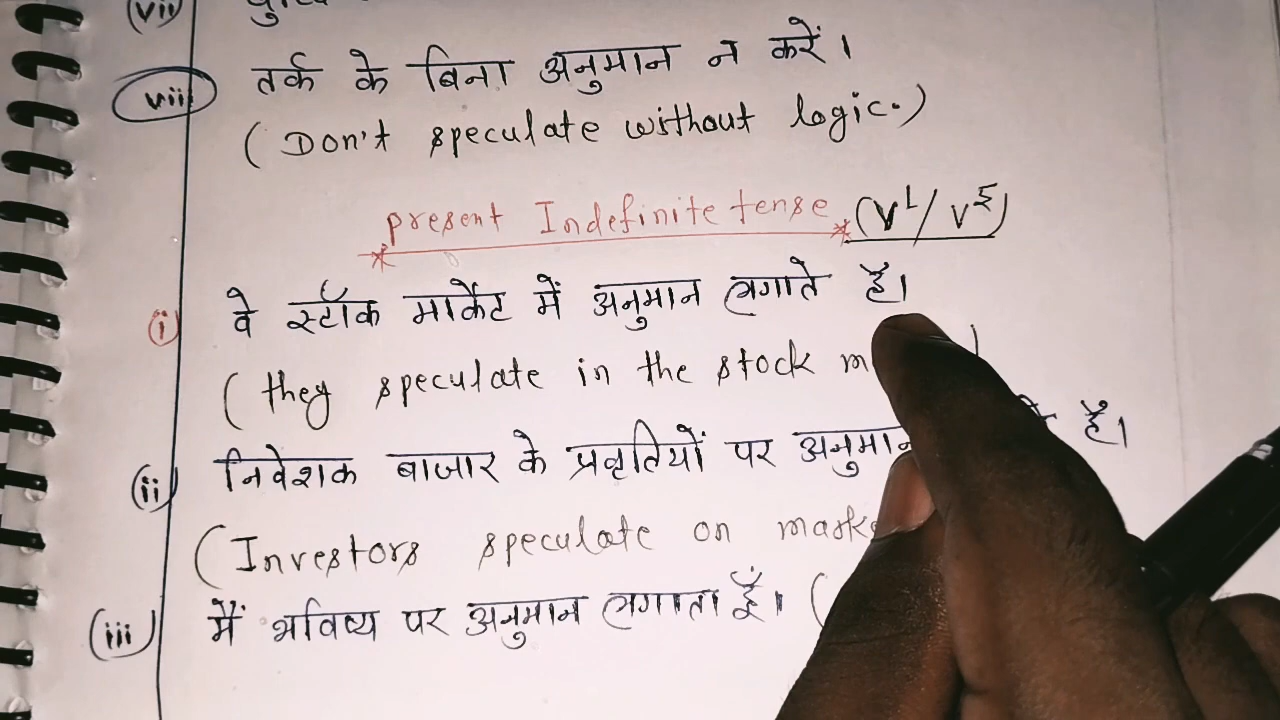 (vii)
(viii) तर्क के बिना अनुमान न करें।
(Don't speculate without logic.)
present Indefinite tense (V¹/V⁵)
(i) वे स्टॉक मार्केट में अनुमान लगाते हैं।
(they speculate in the stock
(ii) निवेशक बाजार के प्रवृतियों पर अनुमान है।
(Investors speculate on
(iii) मैं भविष्य पर अनुमान लगाता हूँ। (